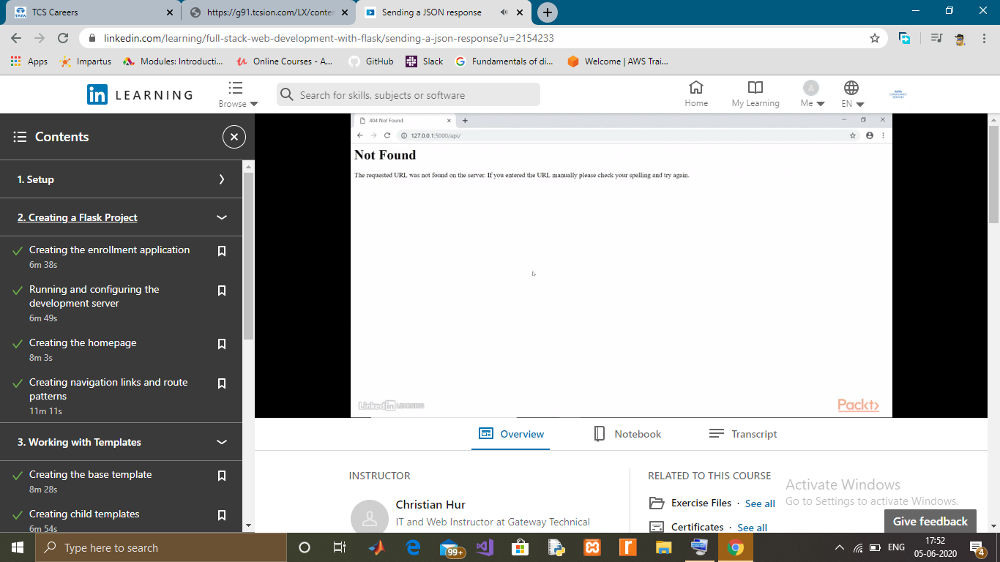 TCS Careers
https://g91.tcsion.com/LX/conter
Sending a JSON response
linkedin.com/learning/full-stack-web-development-with-flask/sending-a-json-response?u=2154233
Apps
Impartus
Modules: Introducti...
Online Courses - A...
GitHub
Slack
Fundamentals of di...
Welcome | AWS Trai...
in LEARNING
Browse
Search for skills, subjects or software
Home
My Learning
Me
EN
TATA
CONSULTANCY
SERVICES
Contents
1. Setup
2. Creating a Flask Project
Creating the enrollment application
6m 38s
Running and configuring the
development server
6m 49s
Creating the homepage
8m 3s
Creating navigation links and route
patterns
11m 11s
3. Working with Templates
Creating the base template
8m 28s
Creating child templates
6m 54s
404 Not Found
127.0.0.1:5000/api/
Not Found
The requested URL was not found on the server. If you entered the URL manually please check your spelling and try again.
Linked in LEARNING
Packt>
Overview
Notebook
Transcript
INSTRUCTOR
Christian Hur
IT and Web Instructor at Gateway Technical
RELATED TO THIS COURSE
Exercise Files · See all
Certificates · See all
Activate Windows
Go to Settings to activate Windows.
Give feedback
Type here to search
99+
ENG
17:52
05-06-2020
4